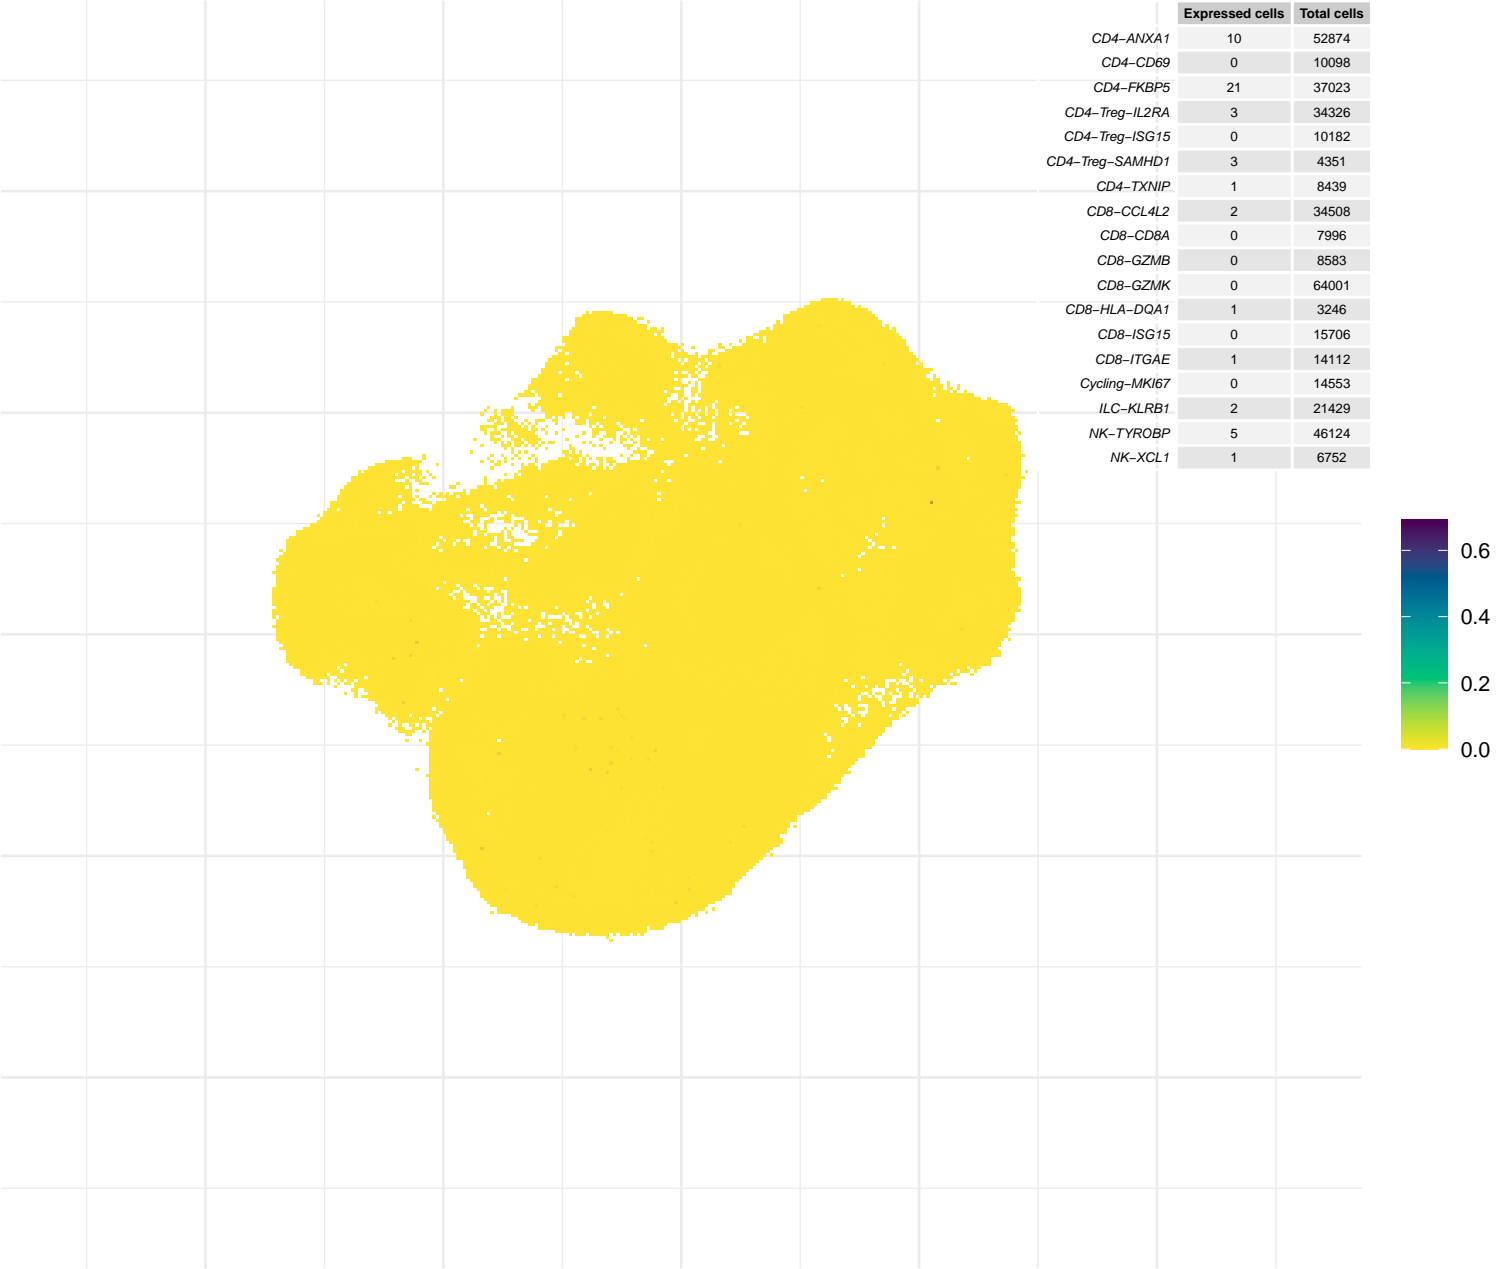 Expressed cells Total cells
CD4−ANXA1 10 52874
CD4−CD69 0 10098
CD4−FKBP5 21 37023
CD4−Treg−IL2RA 3 34326
CD4−Treg−ISG15 0 10182
CD4−Treg−SAMHD1 3 4351
CD4−TXNIP 1 8439
CD8−CCL4L2 2 34508
CD8−CD8A 0 7996
CD8−GZMB 0 8583
CD8−GZMK 0 64001
CD8−HLA−DQA1 1 3246
CD8−ISG15 0 15706
CD8−ITGAE 1 14112
Cycling−MKI67 0 14553
ILC−KLRB1 2 21429
NK−TYROBP 5 46124
NK−XCL1 1 6752
0.6
0.4
0.2
0.0